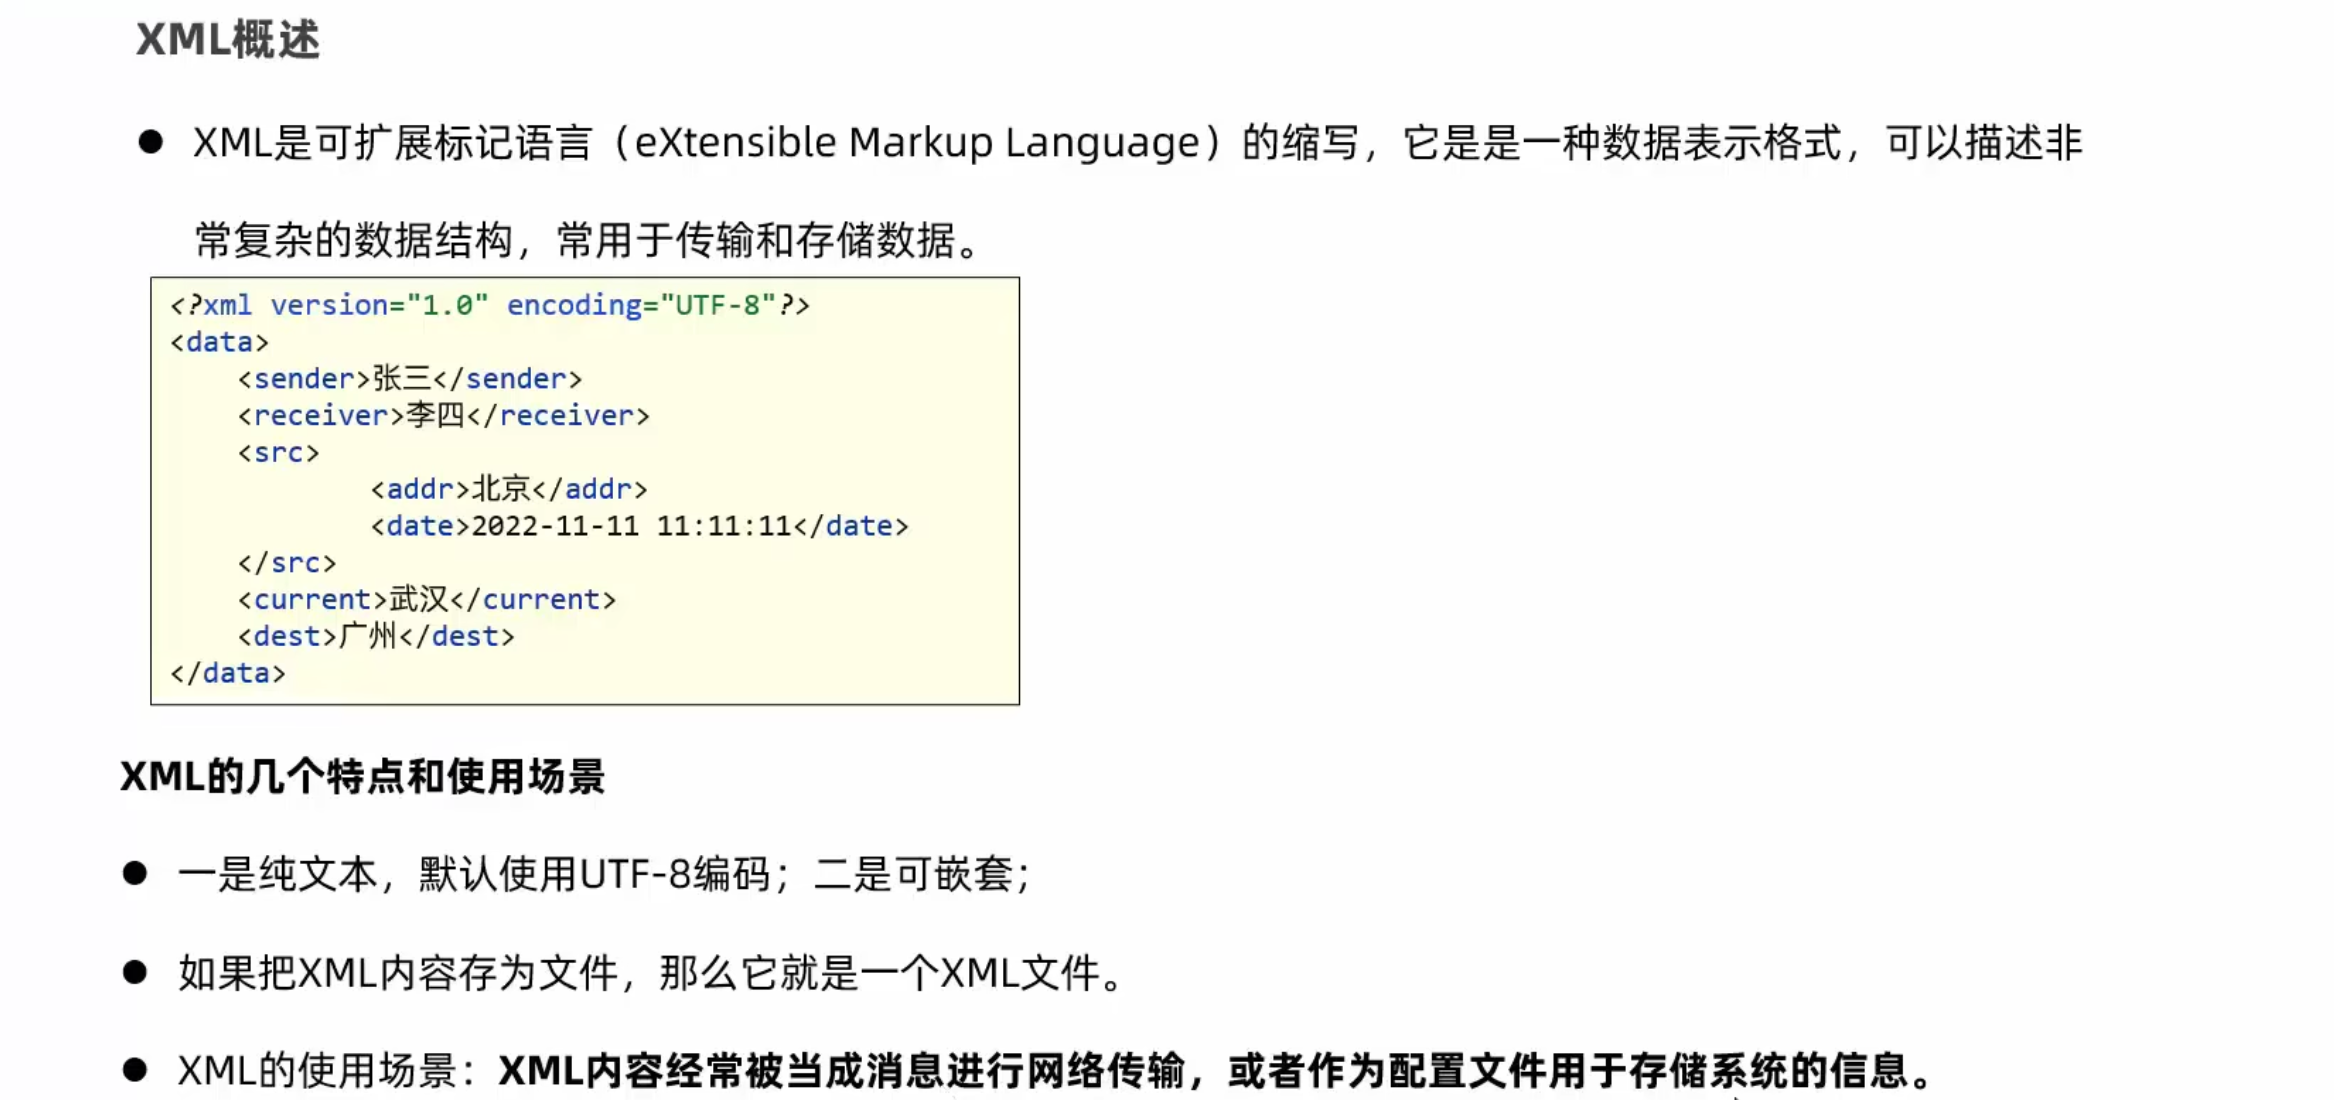 XML概述
XML是可扩展标记语言（eXtensible Markup Language）的缩写，它是是一种数据表示格式，可以描述非
常复杂的数据结构，常用于传输和存储数据。
<?xml version="1.0" encoding="UTF-8"?>
<data>
    <sender>张三</sender>
    <receiver>李四</receiver>
    <src>
            <addr>北京</addr>
            <date>2022-11-11 11:11:11</date>
    </src>
    <current>武汉</current>
    <dest>广州</dest>
</data>
XML的几个特点和使用场景
一是纯文本，默认使用UTF-8编码；二是可嵌套；
如果把XML内容存为文件，那么它就是一个XML文件。
XML的使用场景：XML内容经常被当成消息进行网络传输，或者作为配置文件用于存储系统的信息。